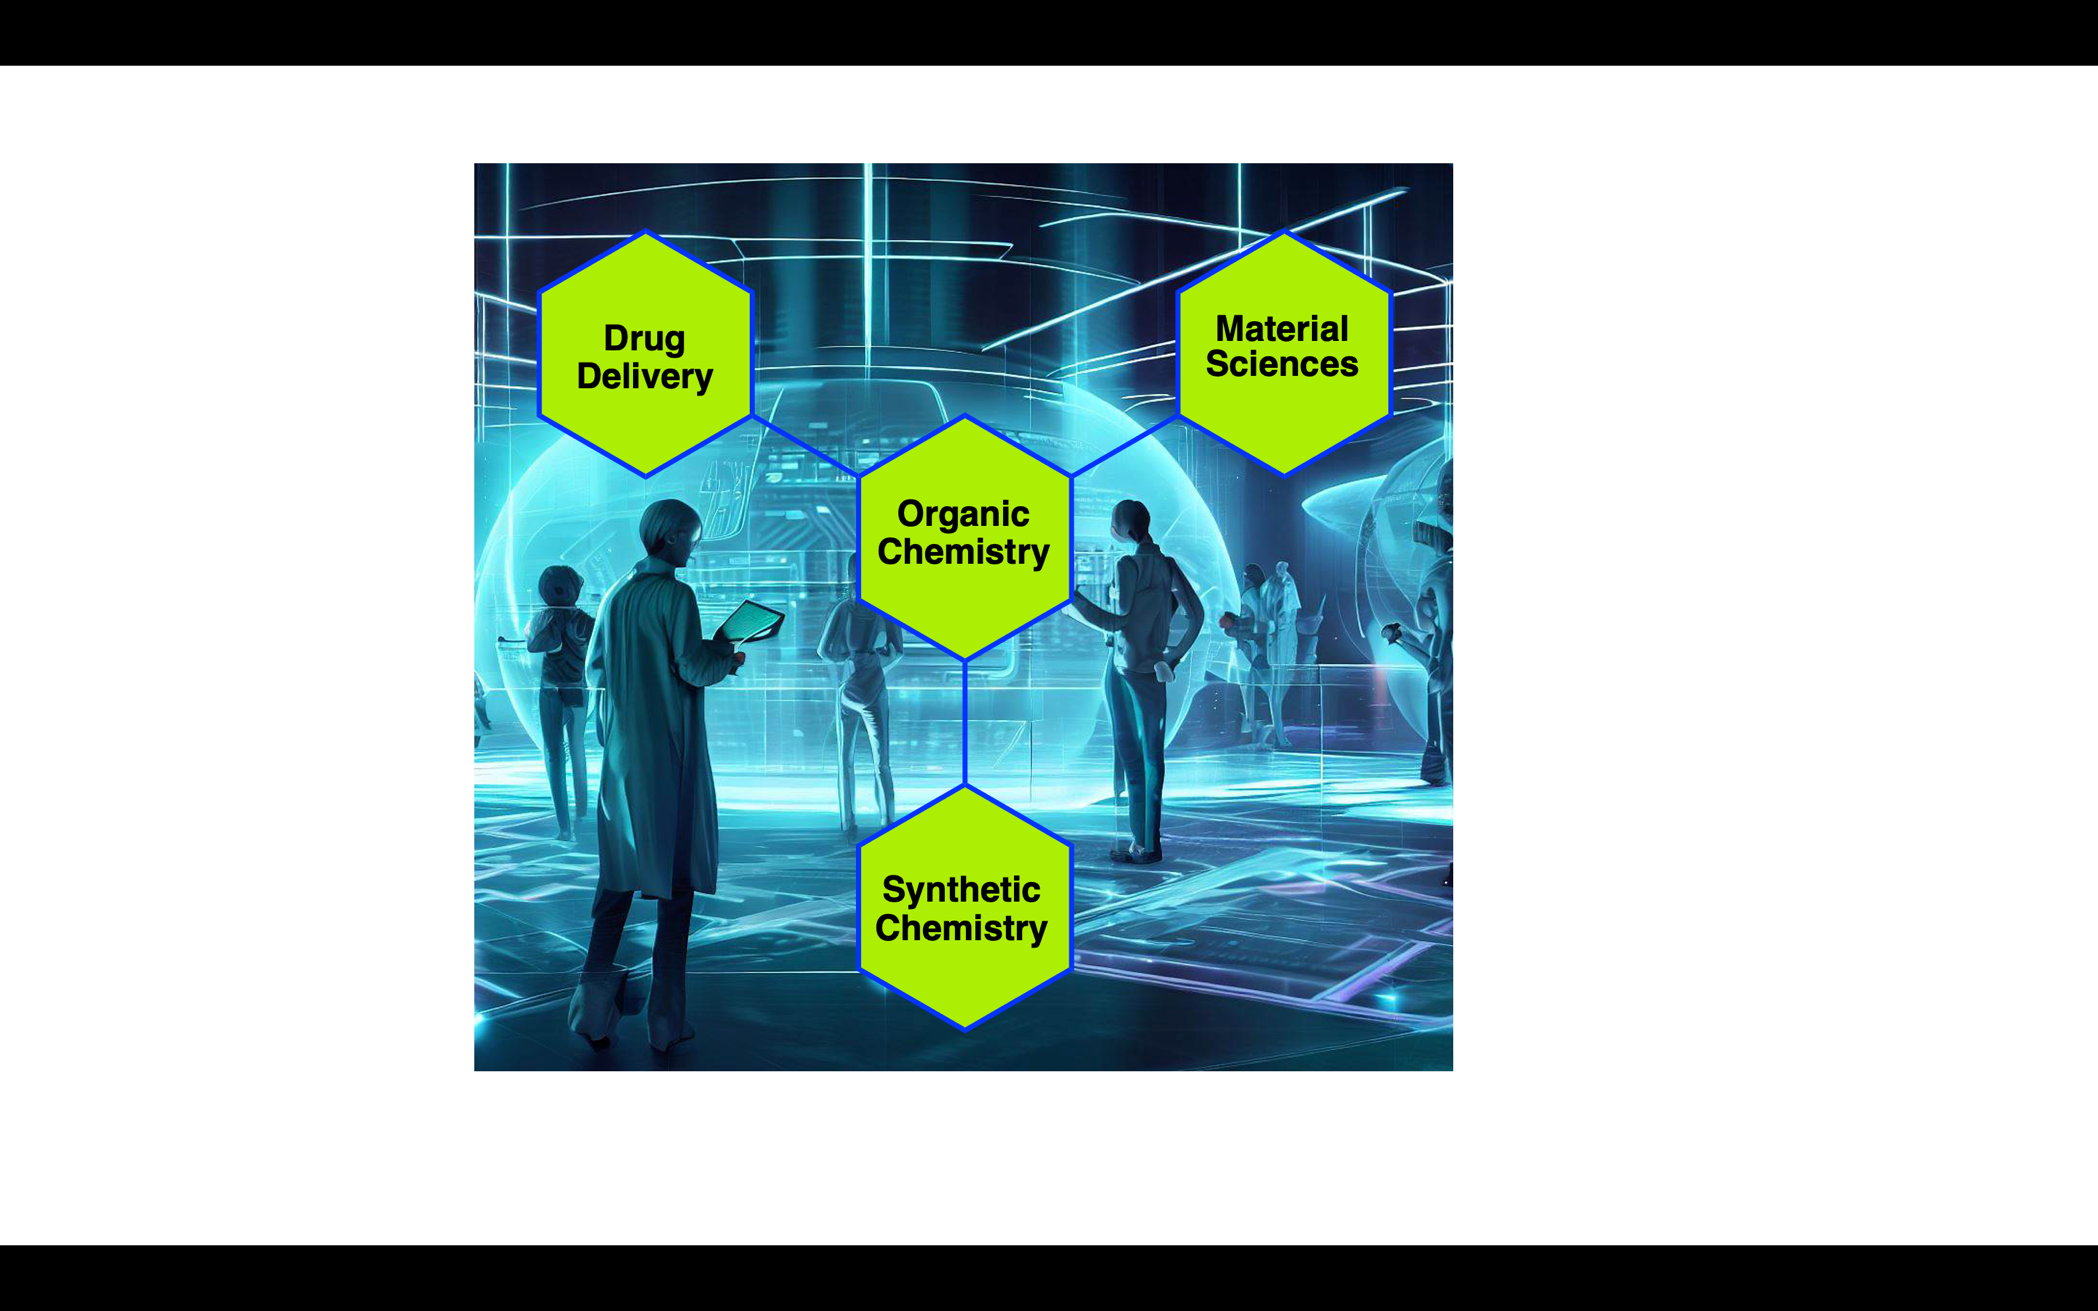 Drug
Delivery
Material
Sciences
Organic
Chemistry
Synthetic
Chemistry